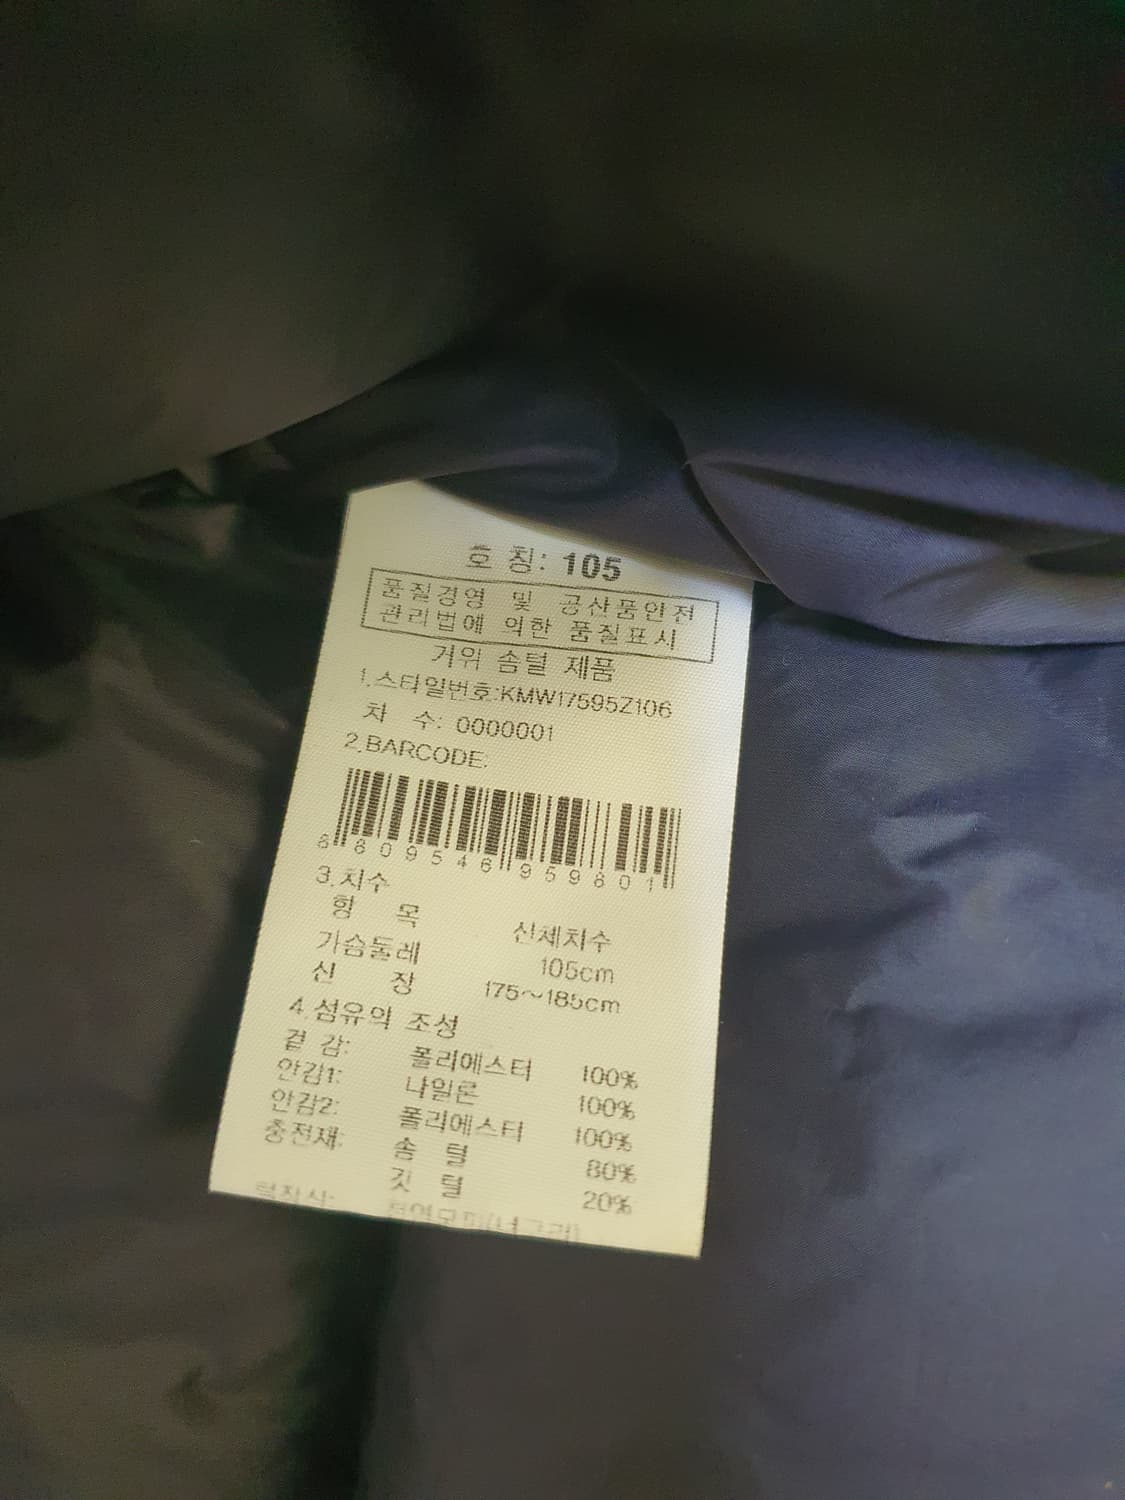 호 칭: 105
품질경영 및 공산품안전
관리법에 의한 품질표시
거위 솜털 제품
1.스타일번호:KMW17595Z106
차 수: 0000001
2.BARCODE:
8 809546 959801
3.치수
항 목 신체치수
가슴둘레 105cm
신 장 175~185cm
4.섬유의 조성
겉 감: 폴리에스터 100%
안감1: 나일론 100%
안감2: 폴리에스터 100%
충전재: 솜 털 80%
깃 털 20%